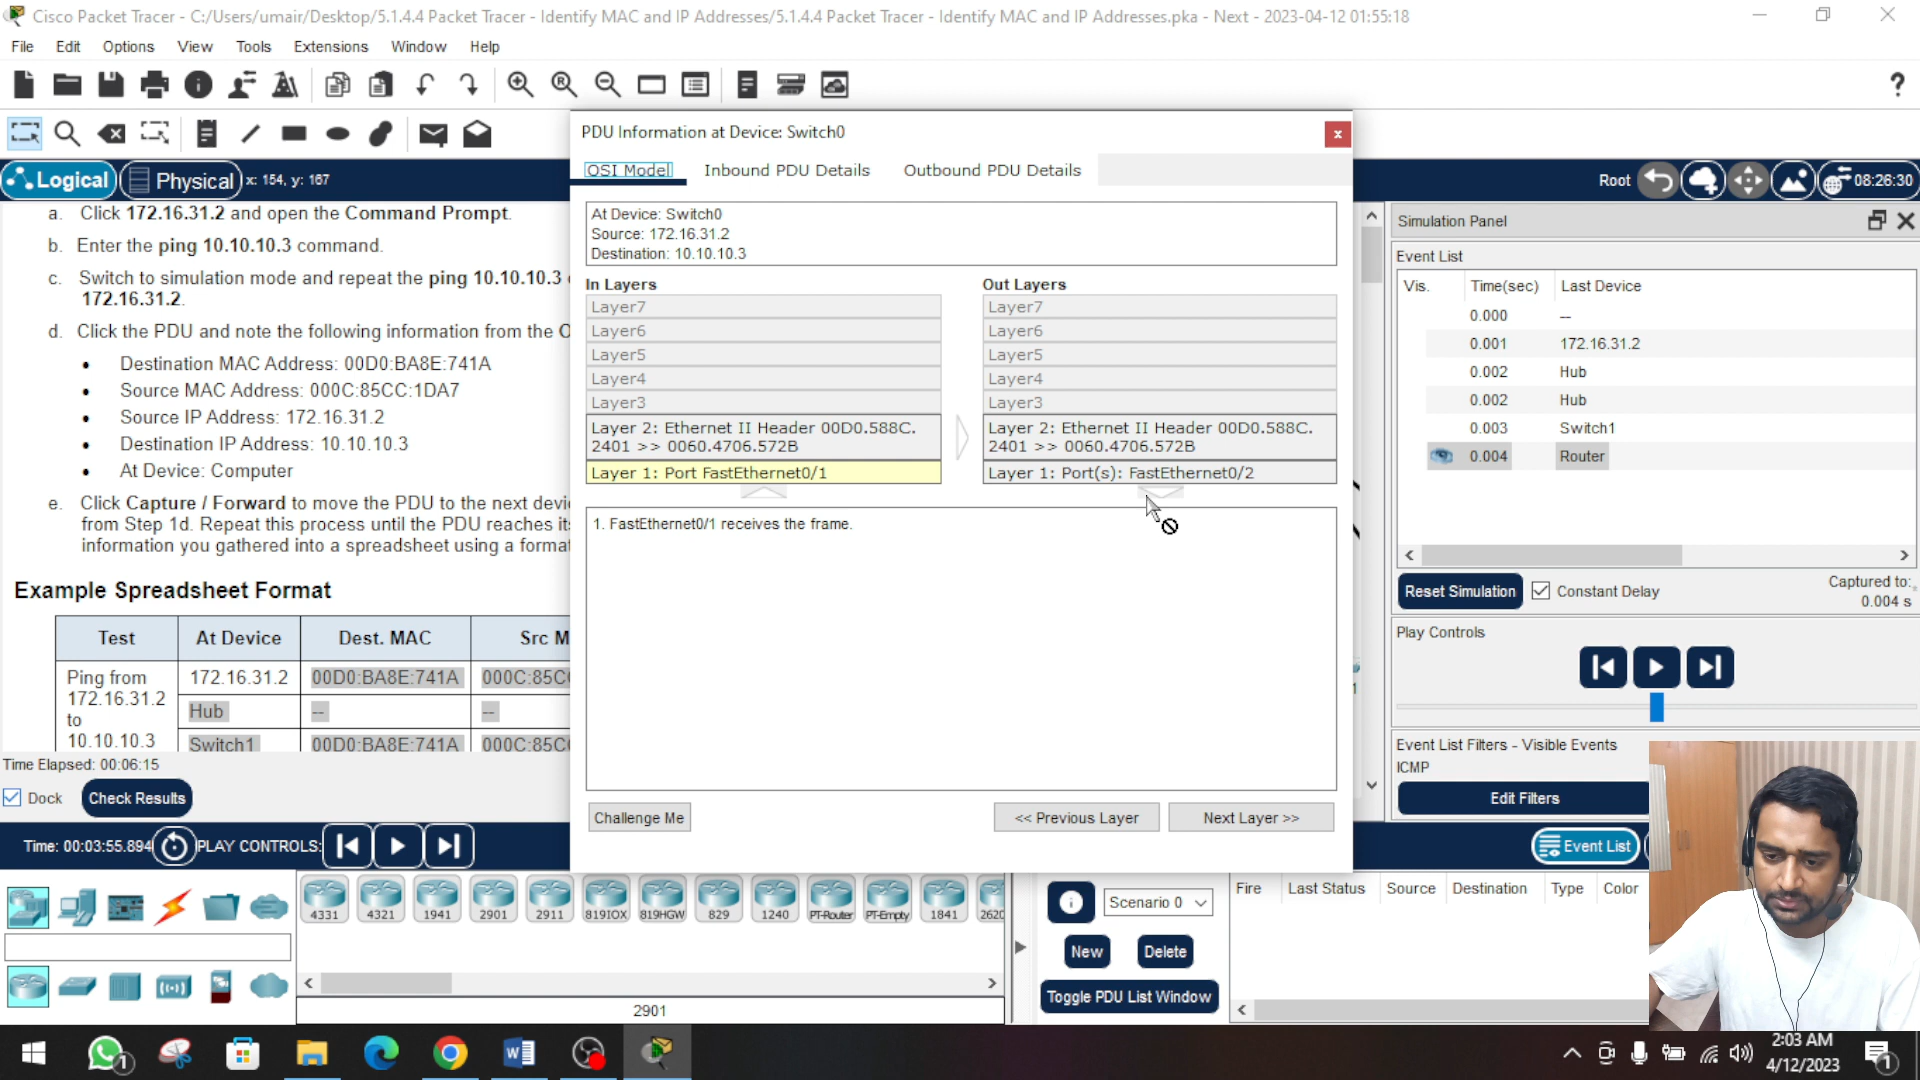 Cisco Packet Tracer - C:/Users/umair/Desktop/5.1.4.4 Packet Tracer - Identify MAC and IP Addresses/5.1.4.4 Packet Tracer - Identify MAC and IP Addresses.pka - Next - 2023-04-12 01:55:18
File Edit Options View Tools Extensions Window Help
Logical Physical x: 154, y: 167
Root 08:26:30
a. Click 172.16.31.2 and open the Command Prompt.
b. Enter the ping 10.10.10.3 command.
c. Switch to simulation mode and repeat the ping 10.10.10.3
172.16.31.2.
d. Click the PDU and note the following information from the O
• Destination MAC Address: 00D0:BA8E:741A
• Source MAC Address: 000C:85CC:1DA7
• Source IP Address: 172.16.31.2
• Destination IP Address: 10.10.10.3
• At Device: Computer
e. Click Capture / Forward to move the PDU to the next devi
from Step 1d. Repeat this process until the PDU reaches it
information you gathered into a spreadsheet using a format
Example Spreadsheet Format
Test At Device Dest. MAC Src M
Ping from
172.16.31.2
to
10.10.10.3
172.16.31.2 00D0:BA8E:741A 000C:85C
Hub -- --
Switch1 00D0:BA8E:741A 000C:85C
Time Elapsed: 00:06:15
Dock Check Results
PDU Information at Device: Switch0
x
OSI Model Inbound PDU Details Outbound PDU Details
At Device: Switch0
Source: 172.16.31.2
Destination: 10.10.10.3
In Layers
Layer7
Layer6
Layer5
Layer4
Layer3
Layer 2: Ethernet II Header 00D0.588C.
2401 >> 0060.4706.572B
Layer 1: Port FastEthernet0/1
Out Layers
Layer7
Layer6
Layer5
Layer4
Layer3
Layer 2: Ethernet II Header 00D0.588C.
2401 >> 0060.4706.572B
Layer 1: Port(s): FastEthernet0/2
1. FastEthernet0/1 receives the frame.
Challenge Me << Previous Layer Next Layer >>
Simulation Panel
Event List
Vis. Time(sec) Last Device
0.000 --
0.001 172.16.31.2
0.002 Hub
0.002 Hub
0.003 Switch1
0.004 Router
Reset Simulation Constant Delay
Captured to:
0.004 s
Play Controls
Event List Filters - Visible Events
ICMP
Edit Filters
Time: 00:03:55.894 PLAY CONTROLS:
Event List
4331 4321 1941 2901 2911 819IOX 819HGW 829 1240 PT-Router PT-Empty 1841 2620
2901
Scenario 0
New Delete
Toggle PDU List Window
Fire Last Status Source Destination Type Color
2:03 AM
4/12/2023
1
1